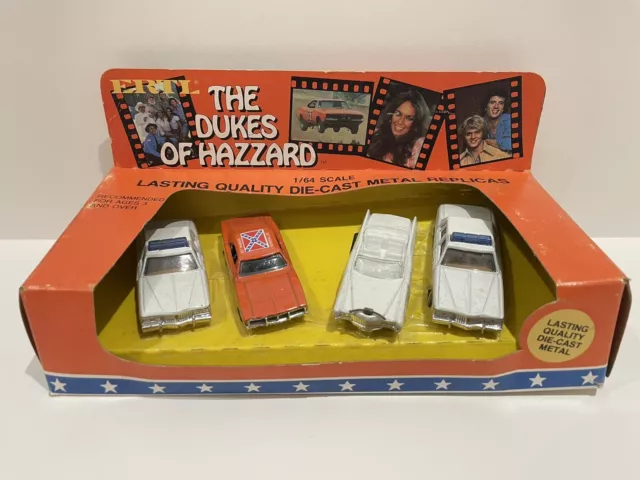 ERTL®
THE
DUKES
OF HAZZARD™
1/64 SCALE
LASTING QUALITY DIE-CAST METAL REPLICAS
RECOMMENDED
FOR AGES 3
AND OVER
LASTING
QUALITY
DIE-CAST
METAL